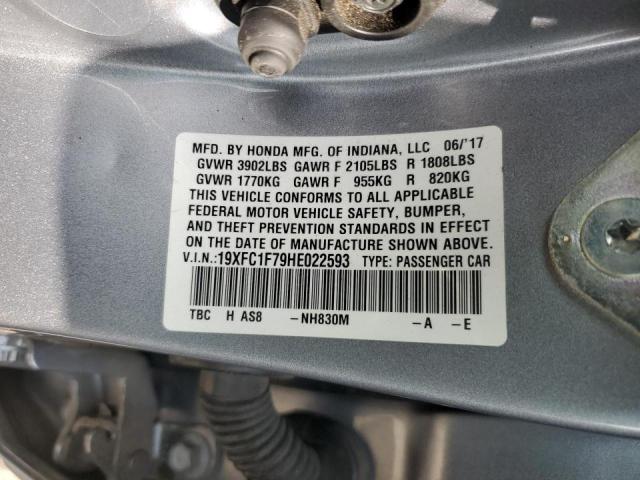 MFD. BY HONDA MFG. OF INDIANA, LLC 06/'17
GVWR 3902LBS GAWR F 2105LBS R 1808LBS
GVWR 1770KG GAWR F 955KG R 820KG
THIS VEHICLE CONFORMS TO ALL APPLICABLE
FEDERAL MOTOR VEHICLE SAFETY, BUMPER,
AND THEFT PREVENTION STANDARDS IN EFFECT
ON THE DATE OF MANUFACTURE SHOWN ABOVE.
V.I.N.:19XFC1F79HE022593 TYPE: PASSENGER CAR
TBC H AS8 -NH830M -A -E